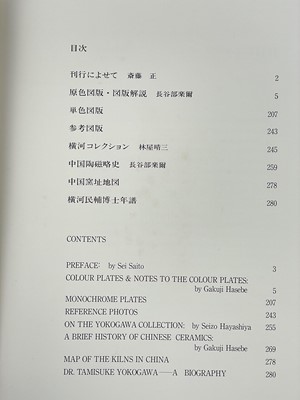 目次
刊行によせて 斎藤 正 2
原色図版・図版解説 長谷部楽爾 5
単色図版 207
参考図版 243
横河コレクション 林屋晴三 245
中国陶磁略史 長谷部楽爾 259
中国窯址地図 278
横河民輔博士年譜 280
CONTENTS
PREFACE: by Sei Saito 3
COLOUR PLATES & NOTES TO THE COLOUR PLATES:
by Gakuji Hasebe 5
MONOCHROME PLATES 207
REFERENCE PHOTOS 243
ON THE YOKOGAWA COLLECTION: by Seizo Hayashiya 255
A BRIEF HISTORY OF CHINESE CERAMICS:
by Gakuji Hasebe 269
MAP OF THE KILNS IN CHINA 278
DR. TAMISUKE YOKOGAWA—A BIOGRAPHY 280